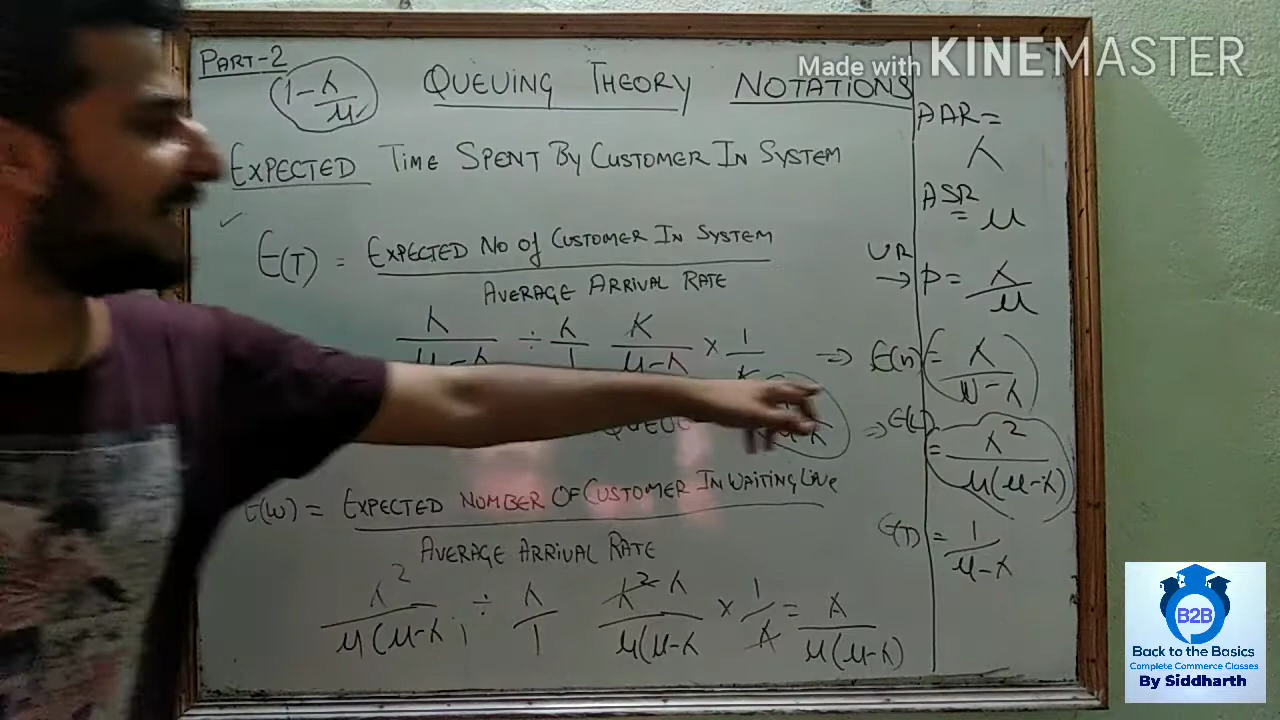 Made with KINEMASTER
PART-2
1-λ/μ
QUEUING THEORY NOTATIONS
EXPECTED TIME SPENT BY CUSTOMER IN SYSTEM
E(T) = EXPECTED NO OF CUSTOMER IN SYSTEM
AVERAGE ARRIVAL RATE
λ/μ-λ ÷ λ/1 λ/μ-λ × 1/λ
QUEUE
E(W) = EXPECTED NUMBER OF CUSTOMER IN WAITING LINE
AVERAGE ARRIVAL RATE
λ²/μ(μ-λ) ÷ λ/1 λ²λ/μ(μ-λ × 1/λ = λ/μ(μ-λ)
AAR =
λ
ASR
= μ
UR
→ P = λ/μ
⇒ E(n) = λ/μ-λ
⇒ E(L)
= λ²/μ(μ-λ)
E(T) = 1/μ-λ
B2B
Back to the Basics
Complete Commerce Classes
By Siddharth